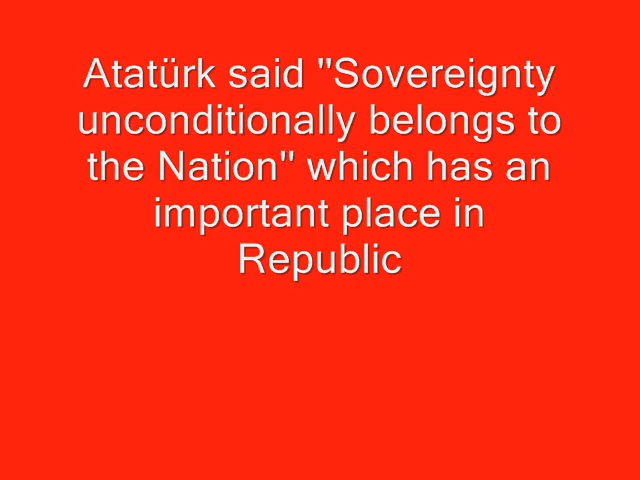 Atatürk said "Sovereignty
unconditionally belongs to
the Nation" which has an
important place in
Republic